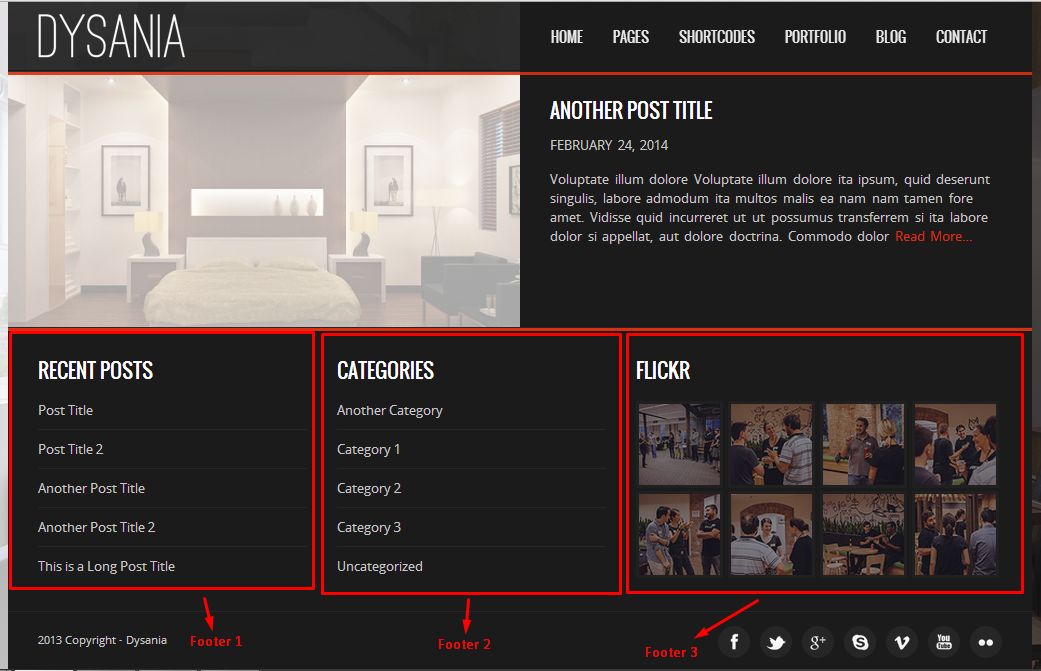 DYSANIA
HOME PAGES SHORTCODES PORTFOLIO BLOG CONTACT
ANOTHER POST TITLE
FEBRUARY 24, 2014
Voluptate illum dolore Voluptate illum dolore ita ipsum, quid deserunt
singulis, labore admodum ita multos malis ea nam nam tamen fore
amet. Vidisse quid incurreret ut ut possumus transferrem si ita labore
dolor si appellat, aut dolore doctrina. Commodo dolor Read More...
RECENT POSTS
Post Title
Post Title 2
Another Post Title
Another Post Title 2
This is a Long Post Title
CATEGORIES
Another Category
Category 1
Category 2
Category 3
Uncategorized
FLICKR
2013 Copyright - Dysania
Footer 1
Footer 2
Footer 3
f
g+
S
V
You
Tube